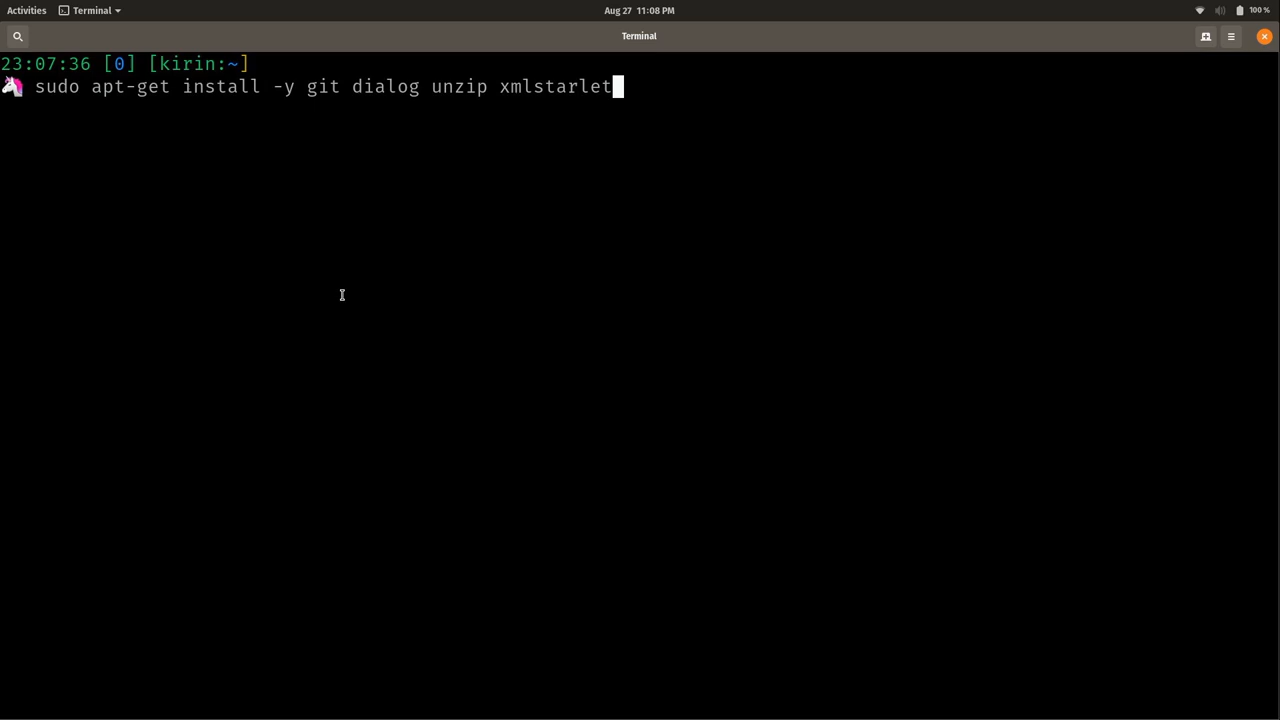 Activities Terminal Aug 27 11:08 PM 100 %
Terminal
23:07:36 [0] [kirin:~]
sudo apt-get install -y git dialog unzip xmlstarlet